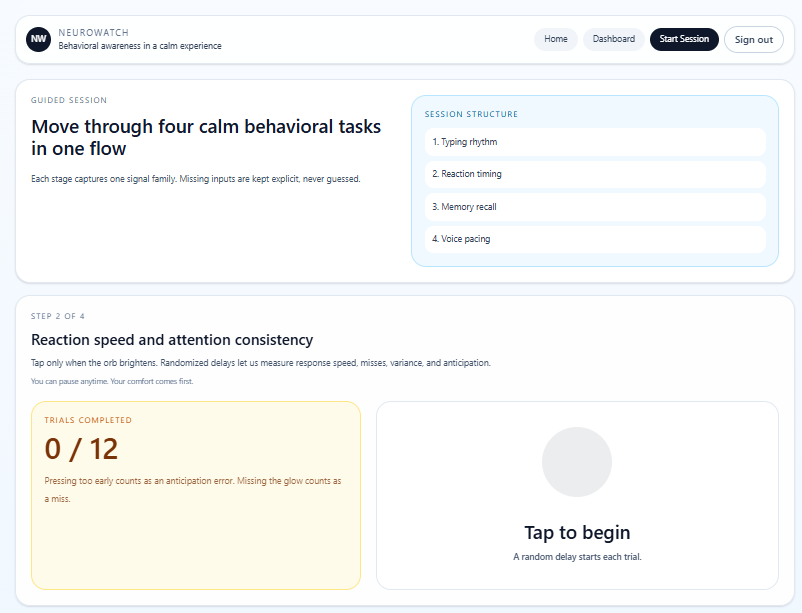 NW
NEUROWATCH
Behavioral awareness in a calm experience
Home
Dashboard
Start Session
Sign out
GUIDED SESSION
Move through four calm behavioral tasks
in one flow
Each stage captures one signal family. Missing inputs are kept explicit, never guessed.
SESSION STRUCTURE
1. Typing rhythm
2. Reaction timing
3. Memory recall
4. Voice pacing
STEP 2 OF 4
Reaction speed and attention consistency
Tap only when the orb brightens. Randomized delays let us measure response speed, misses, variance, and anticipation.
You can pause anytime. Your comfort comes first.
TRIALS COMPLETED
0 / 12
Pressing too early counts as an anticipation error. Missing the glow counts as
a miss.
Tap to begin
A random delay starts each trial.